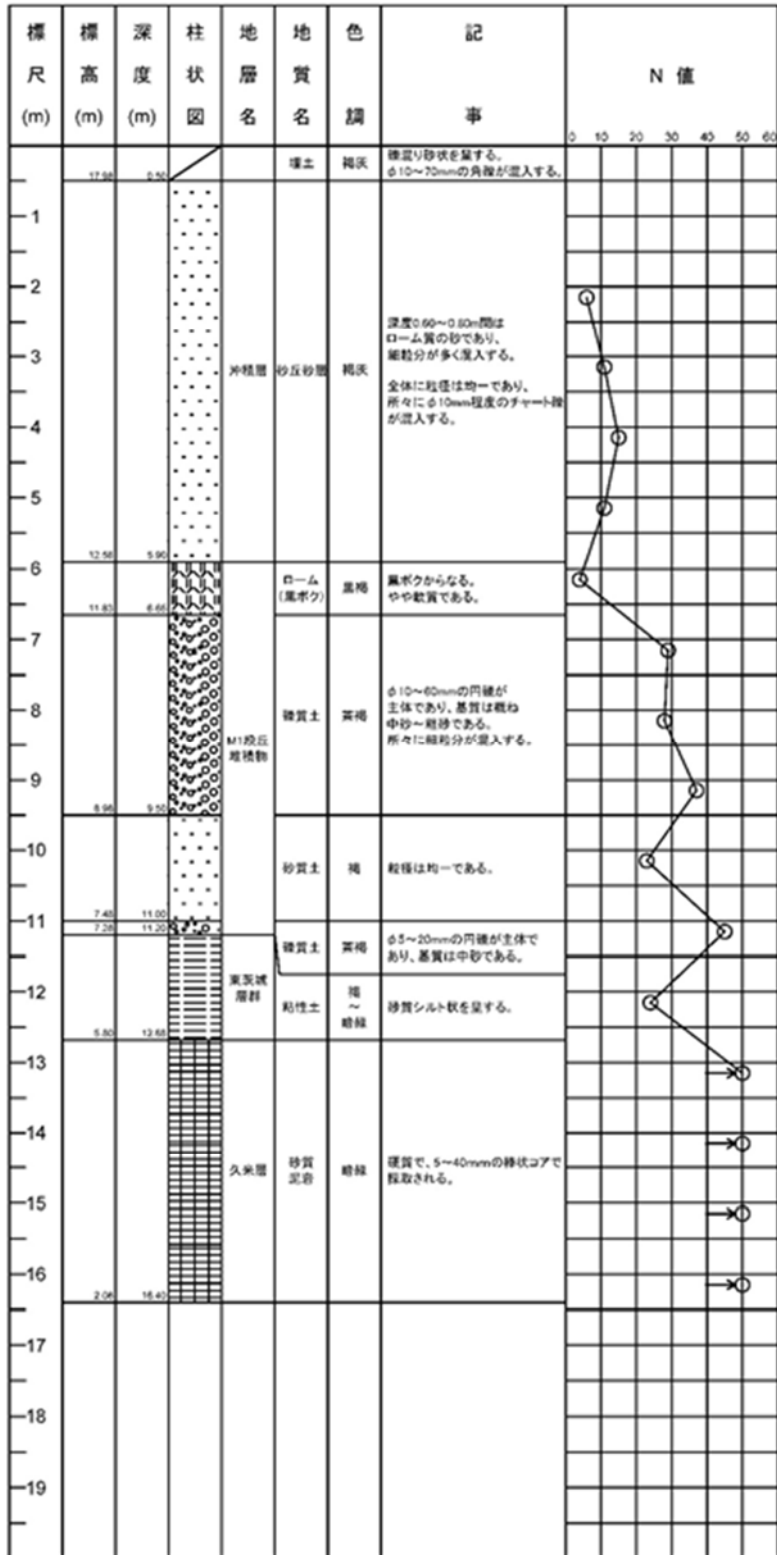 標尺(m)
標高(m)
深度(m)
柱状図
地層名
地質名
色調
記事
N 値
0 10 20 30 40 50 60
埋土
褐灰
礫混り砂状を呈する。
φ10～70mmの角礫が混入する。
17.98
0.50
1
2
3
4
5
沖積層
砂丘砂層
褐灰
深度0.60～0.80m間は
ローム質の砂であり、
細粒分が多く混入する。
全体に粒径は均一であり、
所々にφ10mm程度のチャート礫
が混入する。
12.58
5.90
6
ローム
(黒ボク)
黒褐
黒ボクからなる。
やや軟質である。
11.83
6.65
7
8
9
M1段丘
堆積物
礫質土
茶褐
φ10～60mmの円礫が
主体であり、基質は概ね
中砂～粗砂である。
所々に細粒分が混入する。
8.98
9.50
10
砂質土
褐
粒径は均一である。
7.48
11.00
11
7.28
11.20
礫質土
茶褐
φ5～20mmの円礫が主体で
あり、基質は中砂である。
12
東茨城
層群
粘性土
褐
～
暗緑
砂質シルト状を呈する。
5.80
12.68
13
14
15
16
久米層
砂質
泥岩
暗緑
硬質で、5～40mmの棒状コアで
採取される。
2.08
16.40
17
18
19